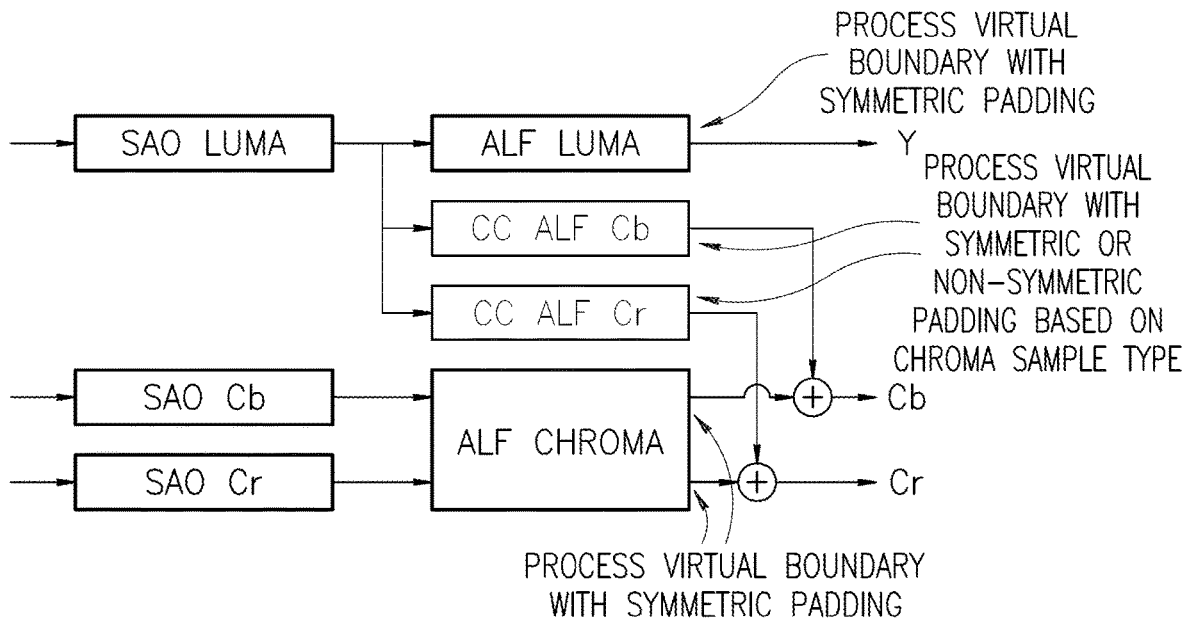 PROCESS VIRTUAL
BOUNDARY WITH
SYMMETRIC PADDING
SAO LUMA
ALF LUMA
Y
PROCESS VIRTUAL
BOUNDARY WITH
SYMMETRIC OR
NON-SYMMETRIC
PADDING BASED ON
CHROMA SAMPLE TYPE
CC ALF Cb
CC ALF Cr
SAO Cb
ALF CHROMA
+
Cb
SAO Cr
+
Cr
PROCESS VIRTUAL BOUNDARY
WITH SYMMETRIC PADDING